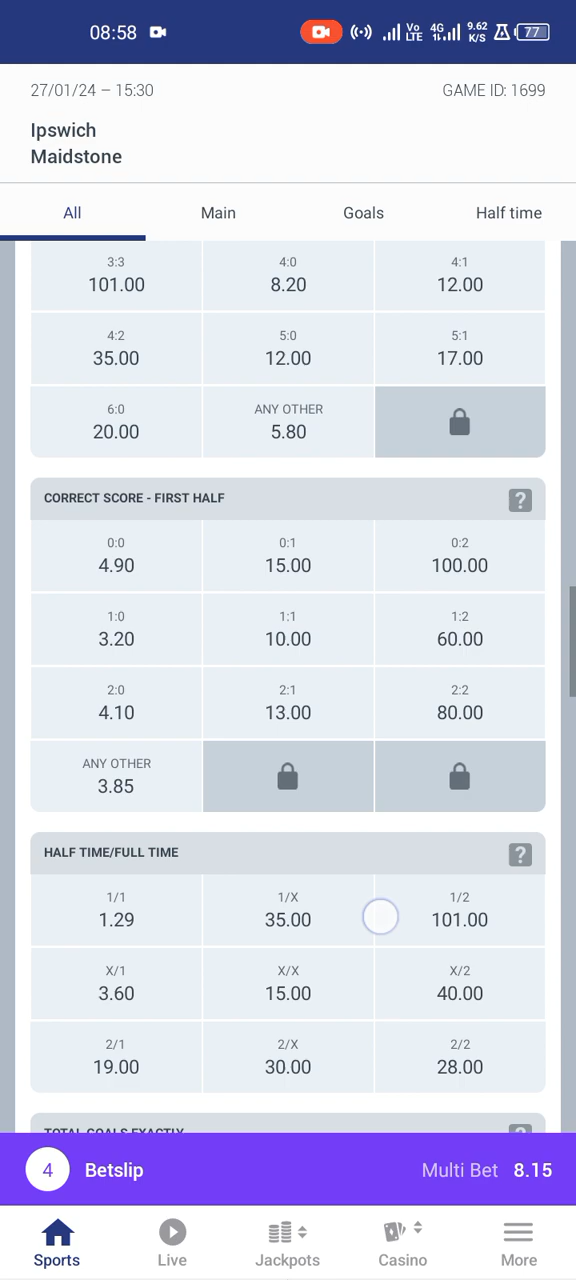 08:58
Vo LTE 4G 9.62 K/S 77
27/01/24 – 15:30 GAME ID: 1699
Ipswich
Maidstone
All Main Goals Half time
3:3 4:0 4:1
101.00 8.20 12.00
4:2 5:0 5:1
35.00 12.00 17.00
6:0 ANY OTHER
20.00 5.80
CORRECT SCORE - FIRST HALF ?
0:0 0:1 0:2
4.90 15.00 100.00
1:0 1:1 1:2
3.20 10.00 60.00
2:0 2:1 2:2
4.10 13.00 80.00
ANY OTHER
3.85
HALF TIME/FULL TIME ?
1/1 1/X 1/2
1.29 35.00 101.00
X/1 X/X X/2
3.60 15.00 40.00
2/1 2/X 2/2
19.00 30.00 28.00
TOTAL GOALS EXACTLY ?
4 Betslip Multi Bet 8.15
Sports Live Jackpots Casino More